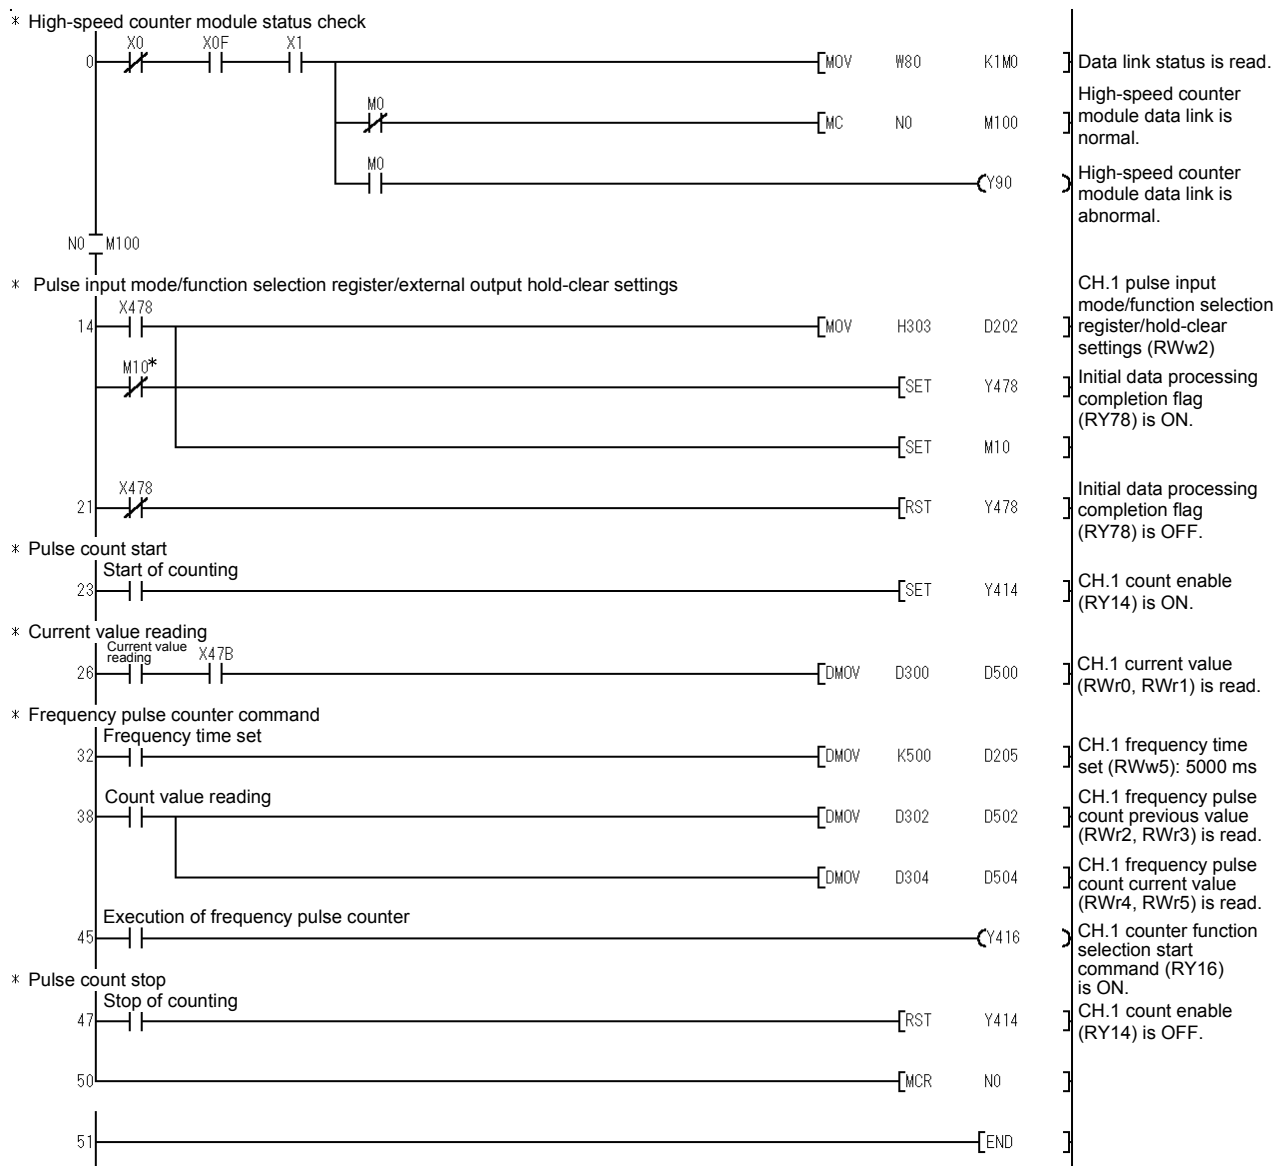 * High-speed counter module status check
X0 X0F X1
0 MOV W80 K1M0 Data link status is read.
M0
MC N0 M100
High-speed counter
module data link is
normal.
M0
Y90
High-speed counter
module data link is
abnormal.
N0 M100
* Pulse input mode/function selection register/external output hold-clear settings
X478
14 MOV H303 D202
CH.1 pulse input
mode/function selection
register/hold-clear
settings (RWw2)
M10*
SET Y478
Initial data processing
completion flag
(RY78) is ON.
SET M10
X478
21 RST Y478
Initial data processing
completion flag
(RY78) is OFF.
* Pulse count start
Start of counting
23 SET Y414
CH.1 count enable
(RY14) is ON.
* Current value reading
Current value
reading
X47B
26 DMOV D300 D500
CH.1 current value
(RWr0, RWr1) is read.
* Frequency pulse counter command
Frequency time set
32 DMOV K500 D205
CH.1 frequency time
set (RWw5): 5000 ms
Count value reading
38 DMOV D302 D502
CH.1 frequency pulse
count previous value
(RWr2, RWr3) is read.
DMOV D304 D504
CH.1 frequency pulse
count current value
(RWr4, RWr5) is read.
Execution of frequency pulse counter
45 Y416
CH.1 counter function
selection start
command (RY16)
is ON.
* Pulse count stop
Stop of counting
47 RST Y414
CH.1 count enable
(RY14) is OFF.
50 MCR N0
51 END